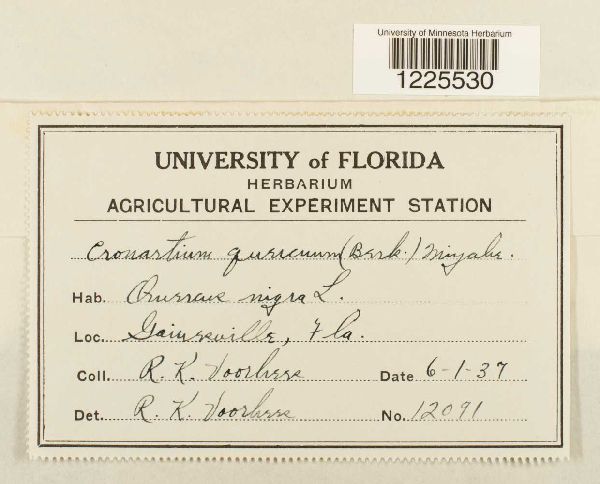 University of Minnesota Herbarium
1225530
UNIVERSITY of FLORIDA
HERBARIUM
AGRICULTURAL EXPERIMENT STATION
Cronartium quercuum (Berk.) Miyabe.
Hab. Quercus nigra L.
Loc. Gainesville, Fla.
Coll. R. K. Voorhees Date 6-1-37
Det. R. K. Voorhees No. 12091